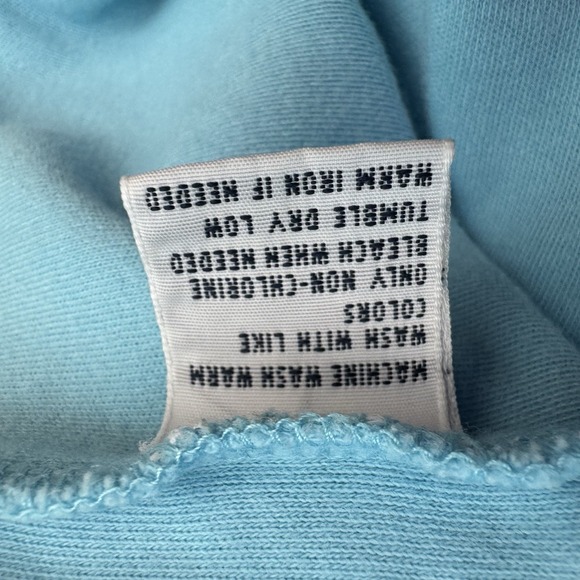 MACHINE WASH WARM
WASH WITH LIKE
COLORS
ONLY NON-CHLORINE
BLEACH WHEN NEEDED
TUMBLE DRY LOW
WARM IRON IF NEEDED